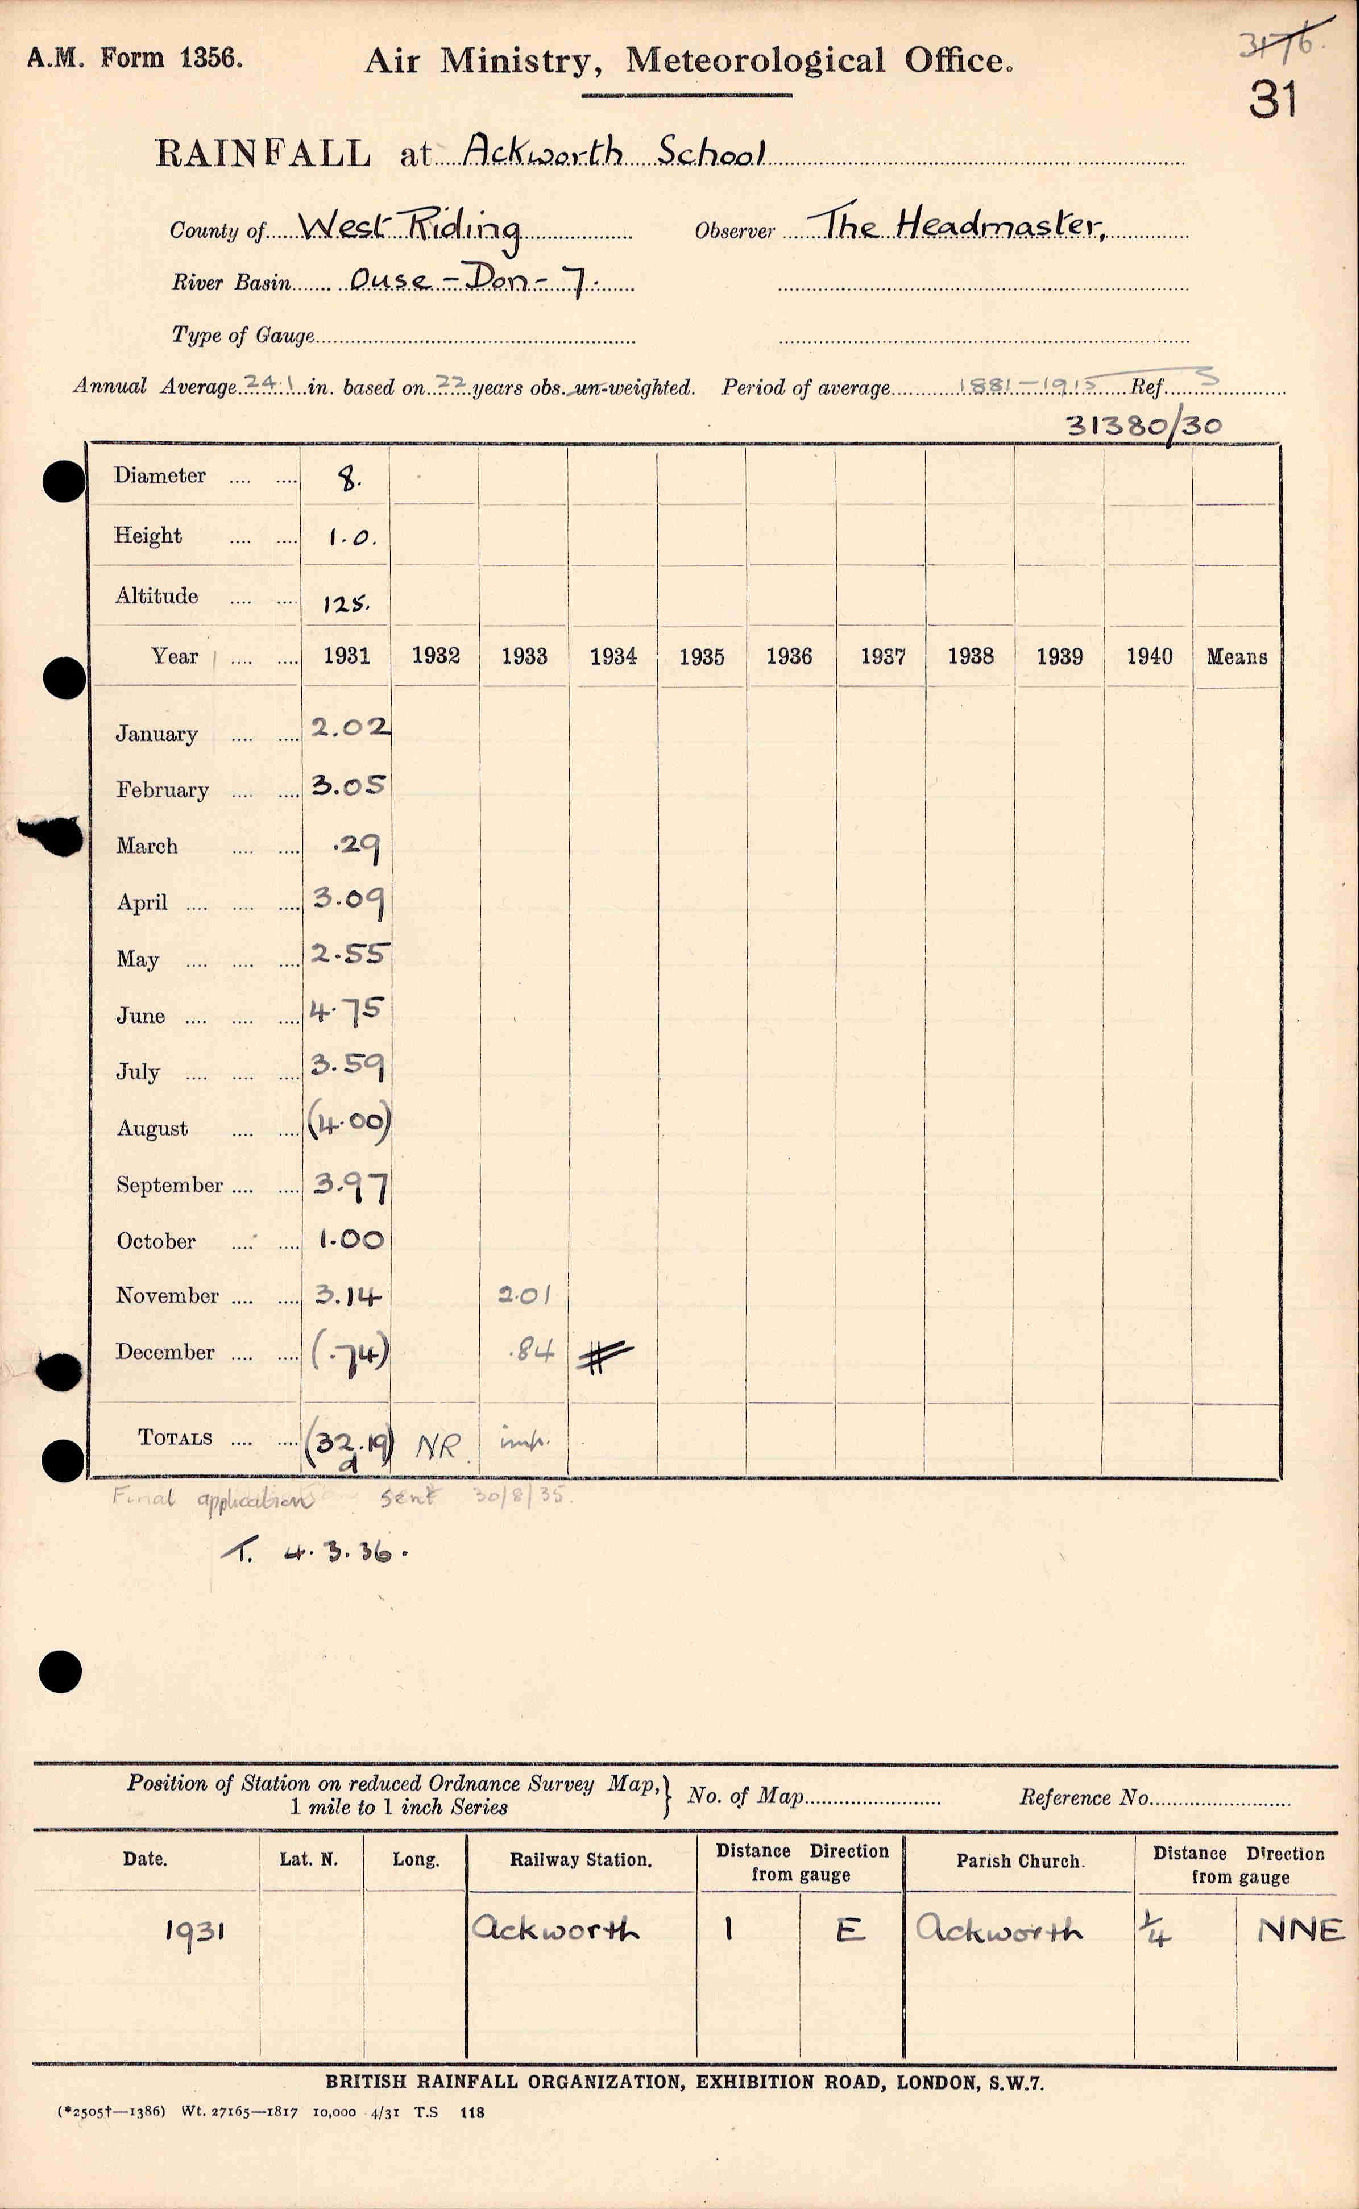 A.M. Form 1356. Air Ministry, Meteorological Office. 3176.
31
RAINFALL at Ackworth School
County of West Riding Observer The Headmaster,
River Basin Ouse - Don - 7.
Type of Gauge
Annual Average 24.1 in. based on 22 years obs. un-weighted. Period of average 1881-1915 Ref. S
31380/30
Diameter 8.
Height 1.0.
Altitude 125.
Year 1931 1932 1933 1934 1935 1936 1937 1938 1939 1940 Means
January 2.02
February 3.05
March .29
April 3.09
May 2.55
June 4.75
July 3.59
August (4.00)
September 3.97
October 1.00
November 3.14 2.01
December (.74) .84 #
TOTALS (32.19) NR. imp.
a
Final application sent 30/8/35.
T. 4.3.36.
Position of Station on reduced Ordnance Survey Map, } No. of Map Reference No.
1 mile to 1 inch Series
Date. Lat. N. Long. Railway Station. Distance Direction from gauge Parish Church. Distance Direction from gauge
1931 Ackworth 1 E Ackworth 1/4 NNE
BRITISH RAINFALL ORGANIZATION, EXHIBITION ROAD, LONDON, S.W.7.
(*2505†—1386) Wt. 27165—1817 10,000 4/31 T.S 118